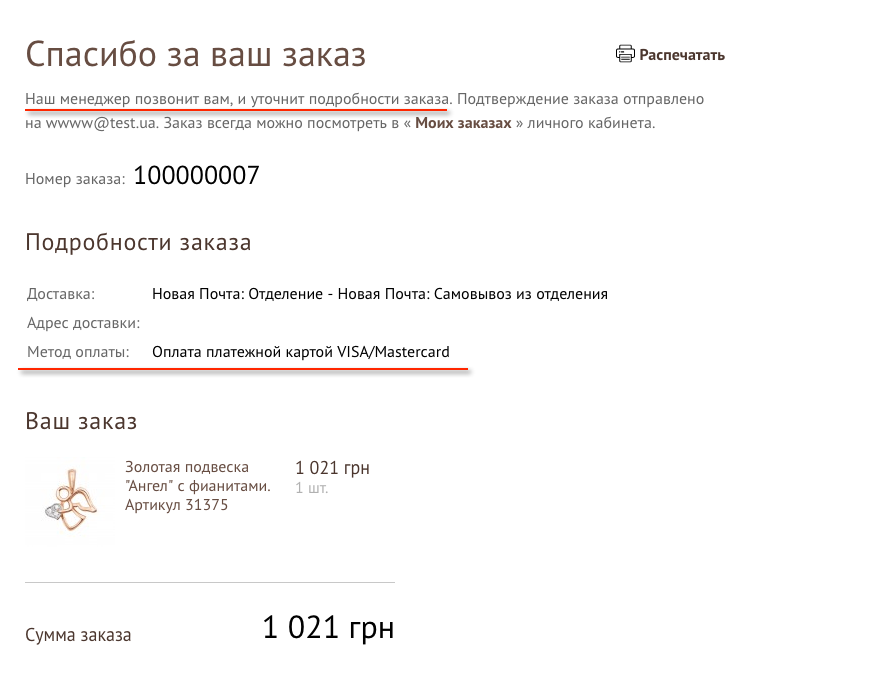 Спасибо за ваш заказ
Распечатать
Наш менеджер позвонит вам, и уточнит подробности заказа. Подтверждение заказа отправлено
на wwww@test.ua. Заказ всегда можно посмотреть в « Моих заказах » личного кабинета.
Номер заказа: 100000007
Подробности заказа
Доставка: Новая Почта: Отделение - Новая Почта: Самовывоз из отделения
Адрес доставки:
Метод оплаты: Оплата платежной картой VISA/Mastercard
Ваш заказ
Золотая подвеска 1 021 грн
"Ангел" с фианитами. 1 шт.
Артикул 31375
Сумма заказа 1 021 грн